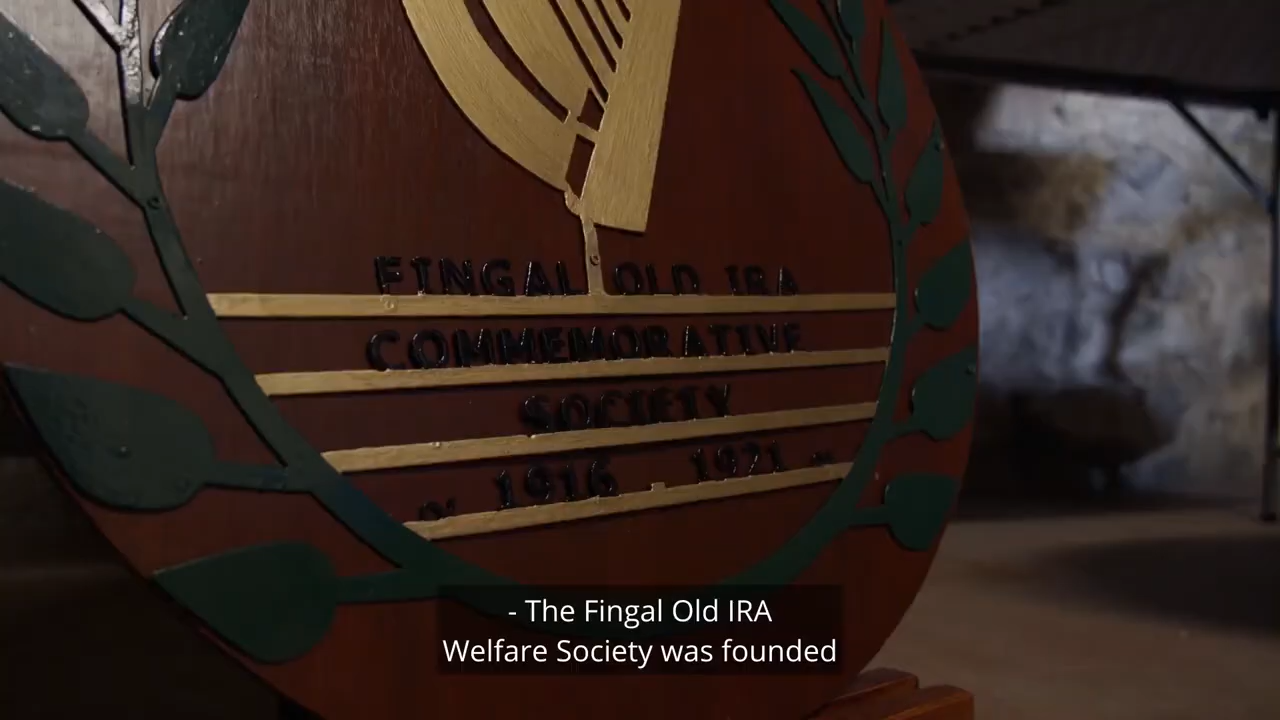 FINGAL OLD IRA
COMMEMORATIVE
SOCIETY
1916 - 1921
- The Fingal Old IRA
Welfare Society was founded